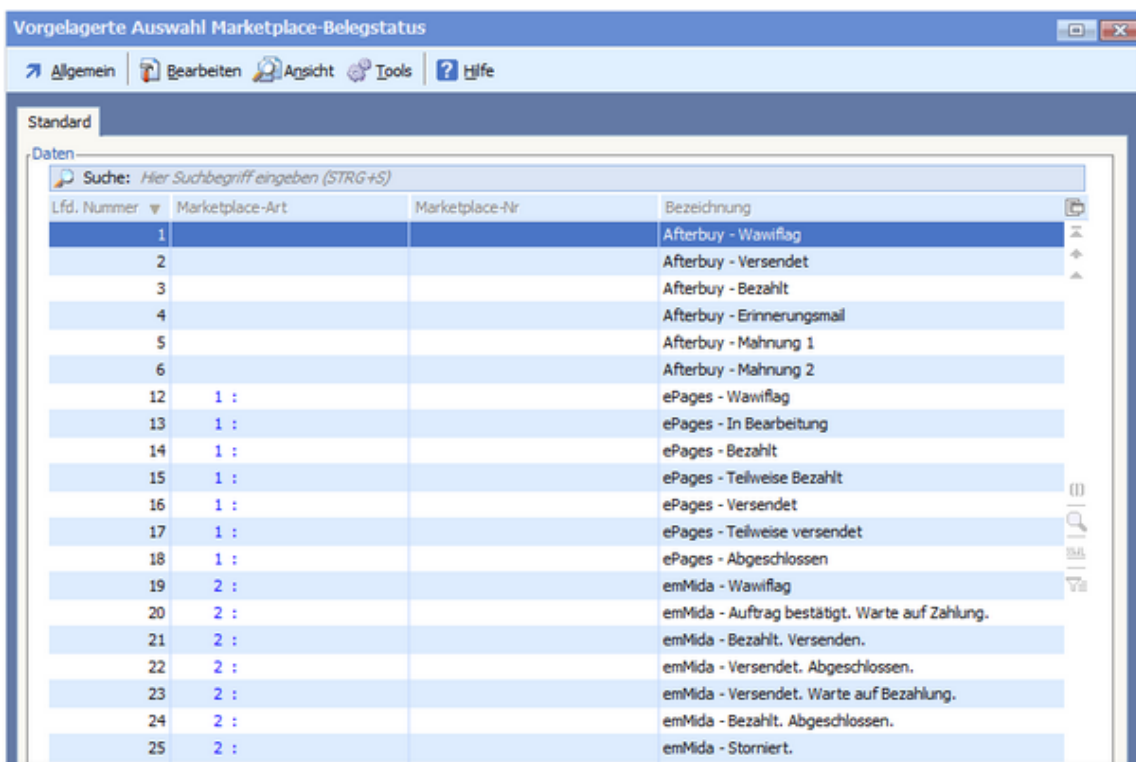 Vorgelagerte Auswahl Marketplace-Belegstatus
Allgemein Bearbeiten Ansicht Tools Hilfe
Standard
Daten
Suche: Hier Suchbegriff eingeben (STRG+S)
Lfd. Nummer Marketplace-Art Marketplace-Nr Bezeichnung
1 Afterbuy - Wawiflag
2 Afterbuy - Versendet
3 Afterbuy - Bezahlt
4 Afterbuy - Erinnerungsmail
5 Afterbuy - Mahnung 1
6 Afterbuy - Mahnung 2
12 1 : ePages - Wawiflag
13 1 : ePages - In Bearbeitung
14 1 : ePages - Bezahlt
15 1 : ePages - Teilweise Bezahlt
16 1 : ePages - Versendet
17 1 : ePages - Teilweise versendet
18 1 : ePages - Abgeschlossen
19 2 : emMida - Wawiflag
20 2 : emMida - Auftrag bestätigt. Warte auf Zahlung.
21 2 : emMida - Bezahlt. Versenden.
22 2 : emMida - Versendet. Abgeschlossen.
23 2 : emMida - Versendet. Warte auf Bezahlung.
24 2 : emMida - Bezahlt. Abgeschlossen.
25 2 : emMida - Storniert.